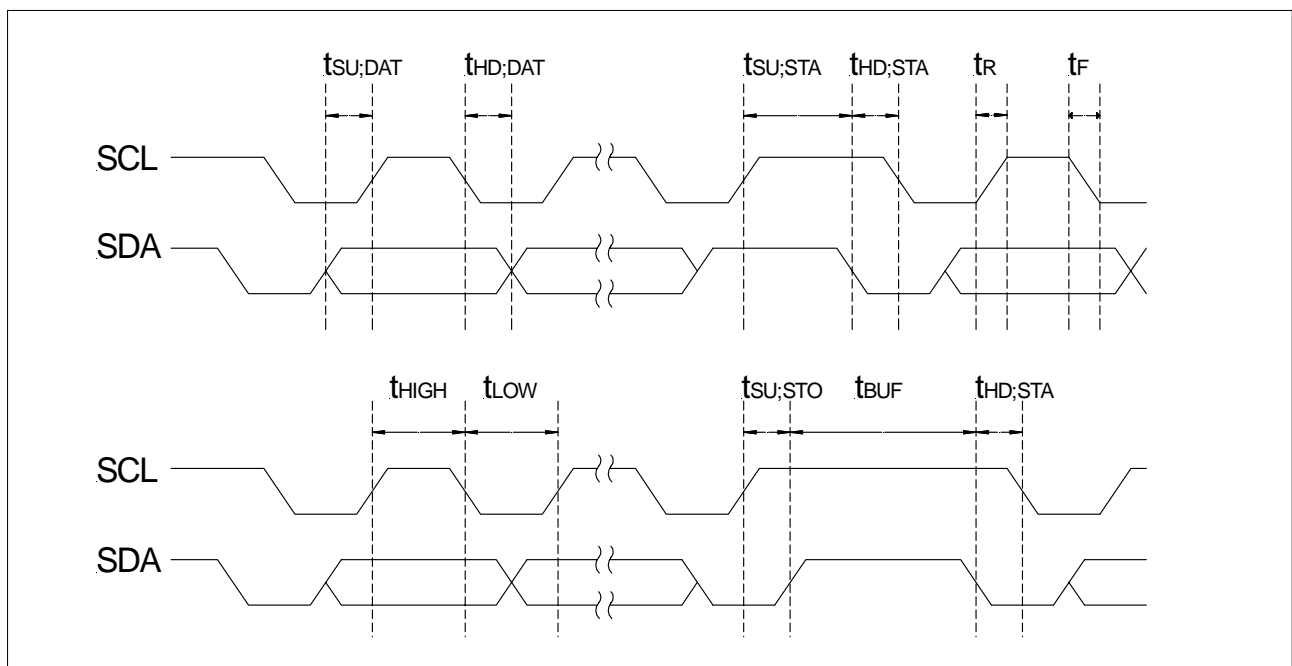 tSU;DAT tHD;DAT tSU;STA tHD;STA tR tF
SCL
SDA
tHIGH tLOW tSU;STO tBUF tHD;STA
SCL
SDA